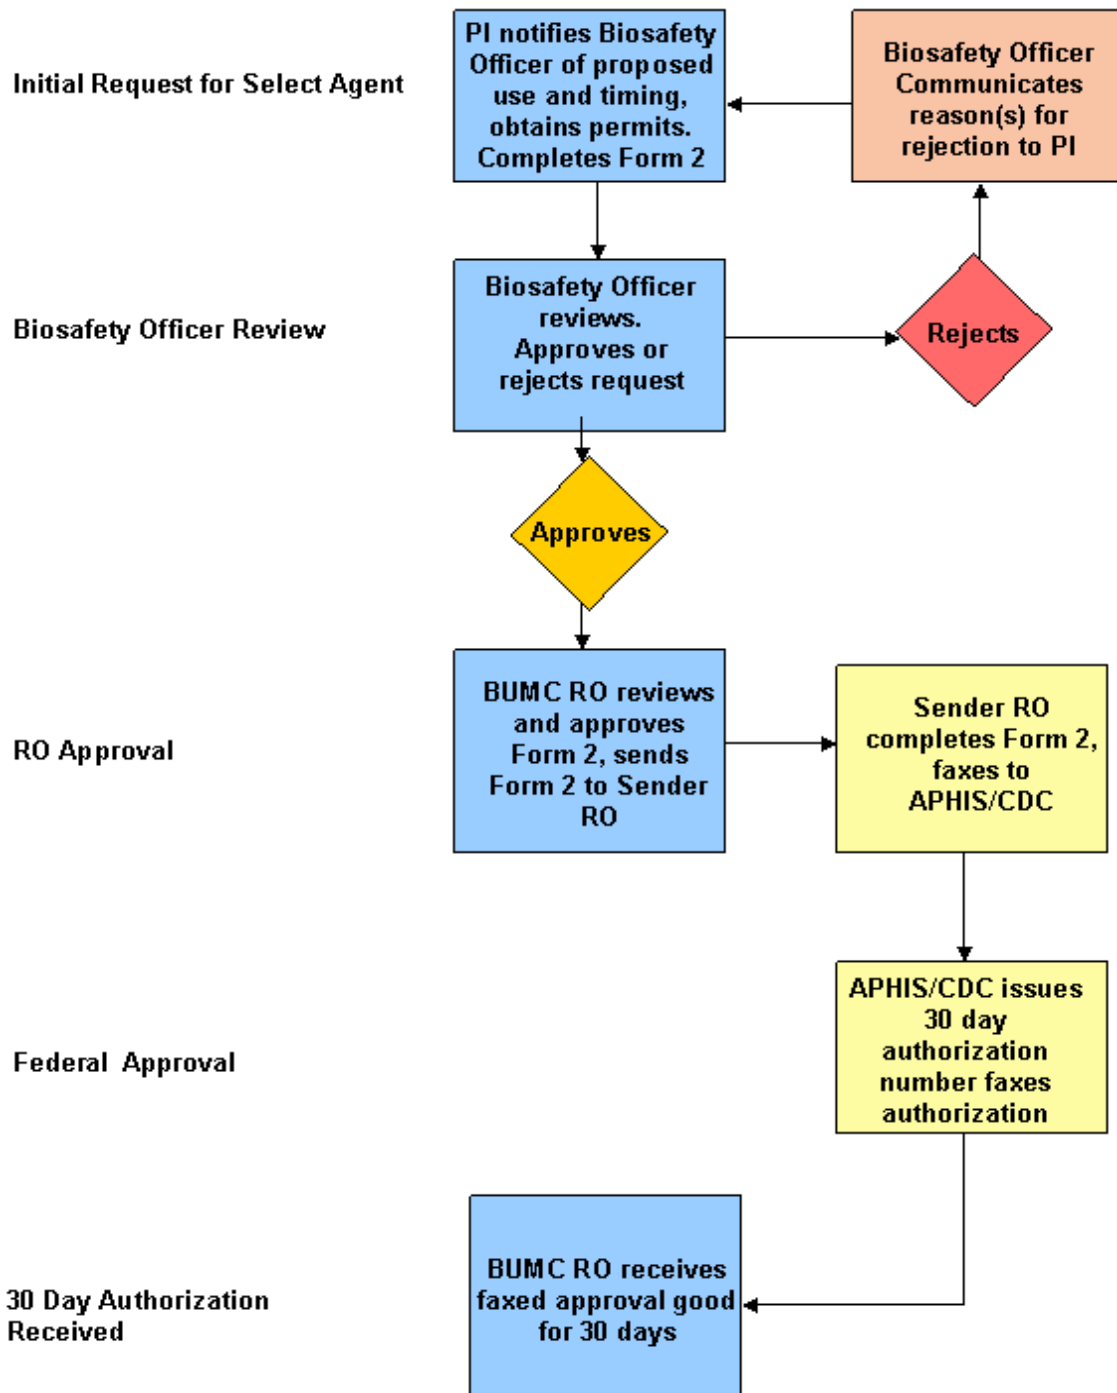 Initial Request for Select Agent
PI notifies Biosafety
Officer of proposed
use and timing,
obtains permits.
Completes Form 2
Biosafety Officer
Communicates
reason(s) for
rejection to PI
Biosafety Officer Review
Biosafety Officer
reviews.
Approves or
rejects request
Rejects
Approves
RO Approval
BUMC RO reviews
and approves
Form 2, sends
Form 2 to Sender
RO
Sender RO
completes Form 2,
faxes to
APHIS/CDC
Federal  Approval
APHIS/CDC issues
30 day
authorization
number faxes
authorization
30 Day Authorization
Received
BUMC RO receives
faxed approval good
for 30 days